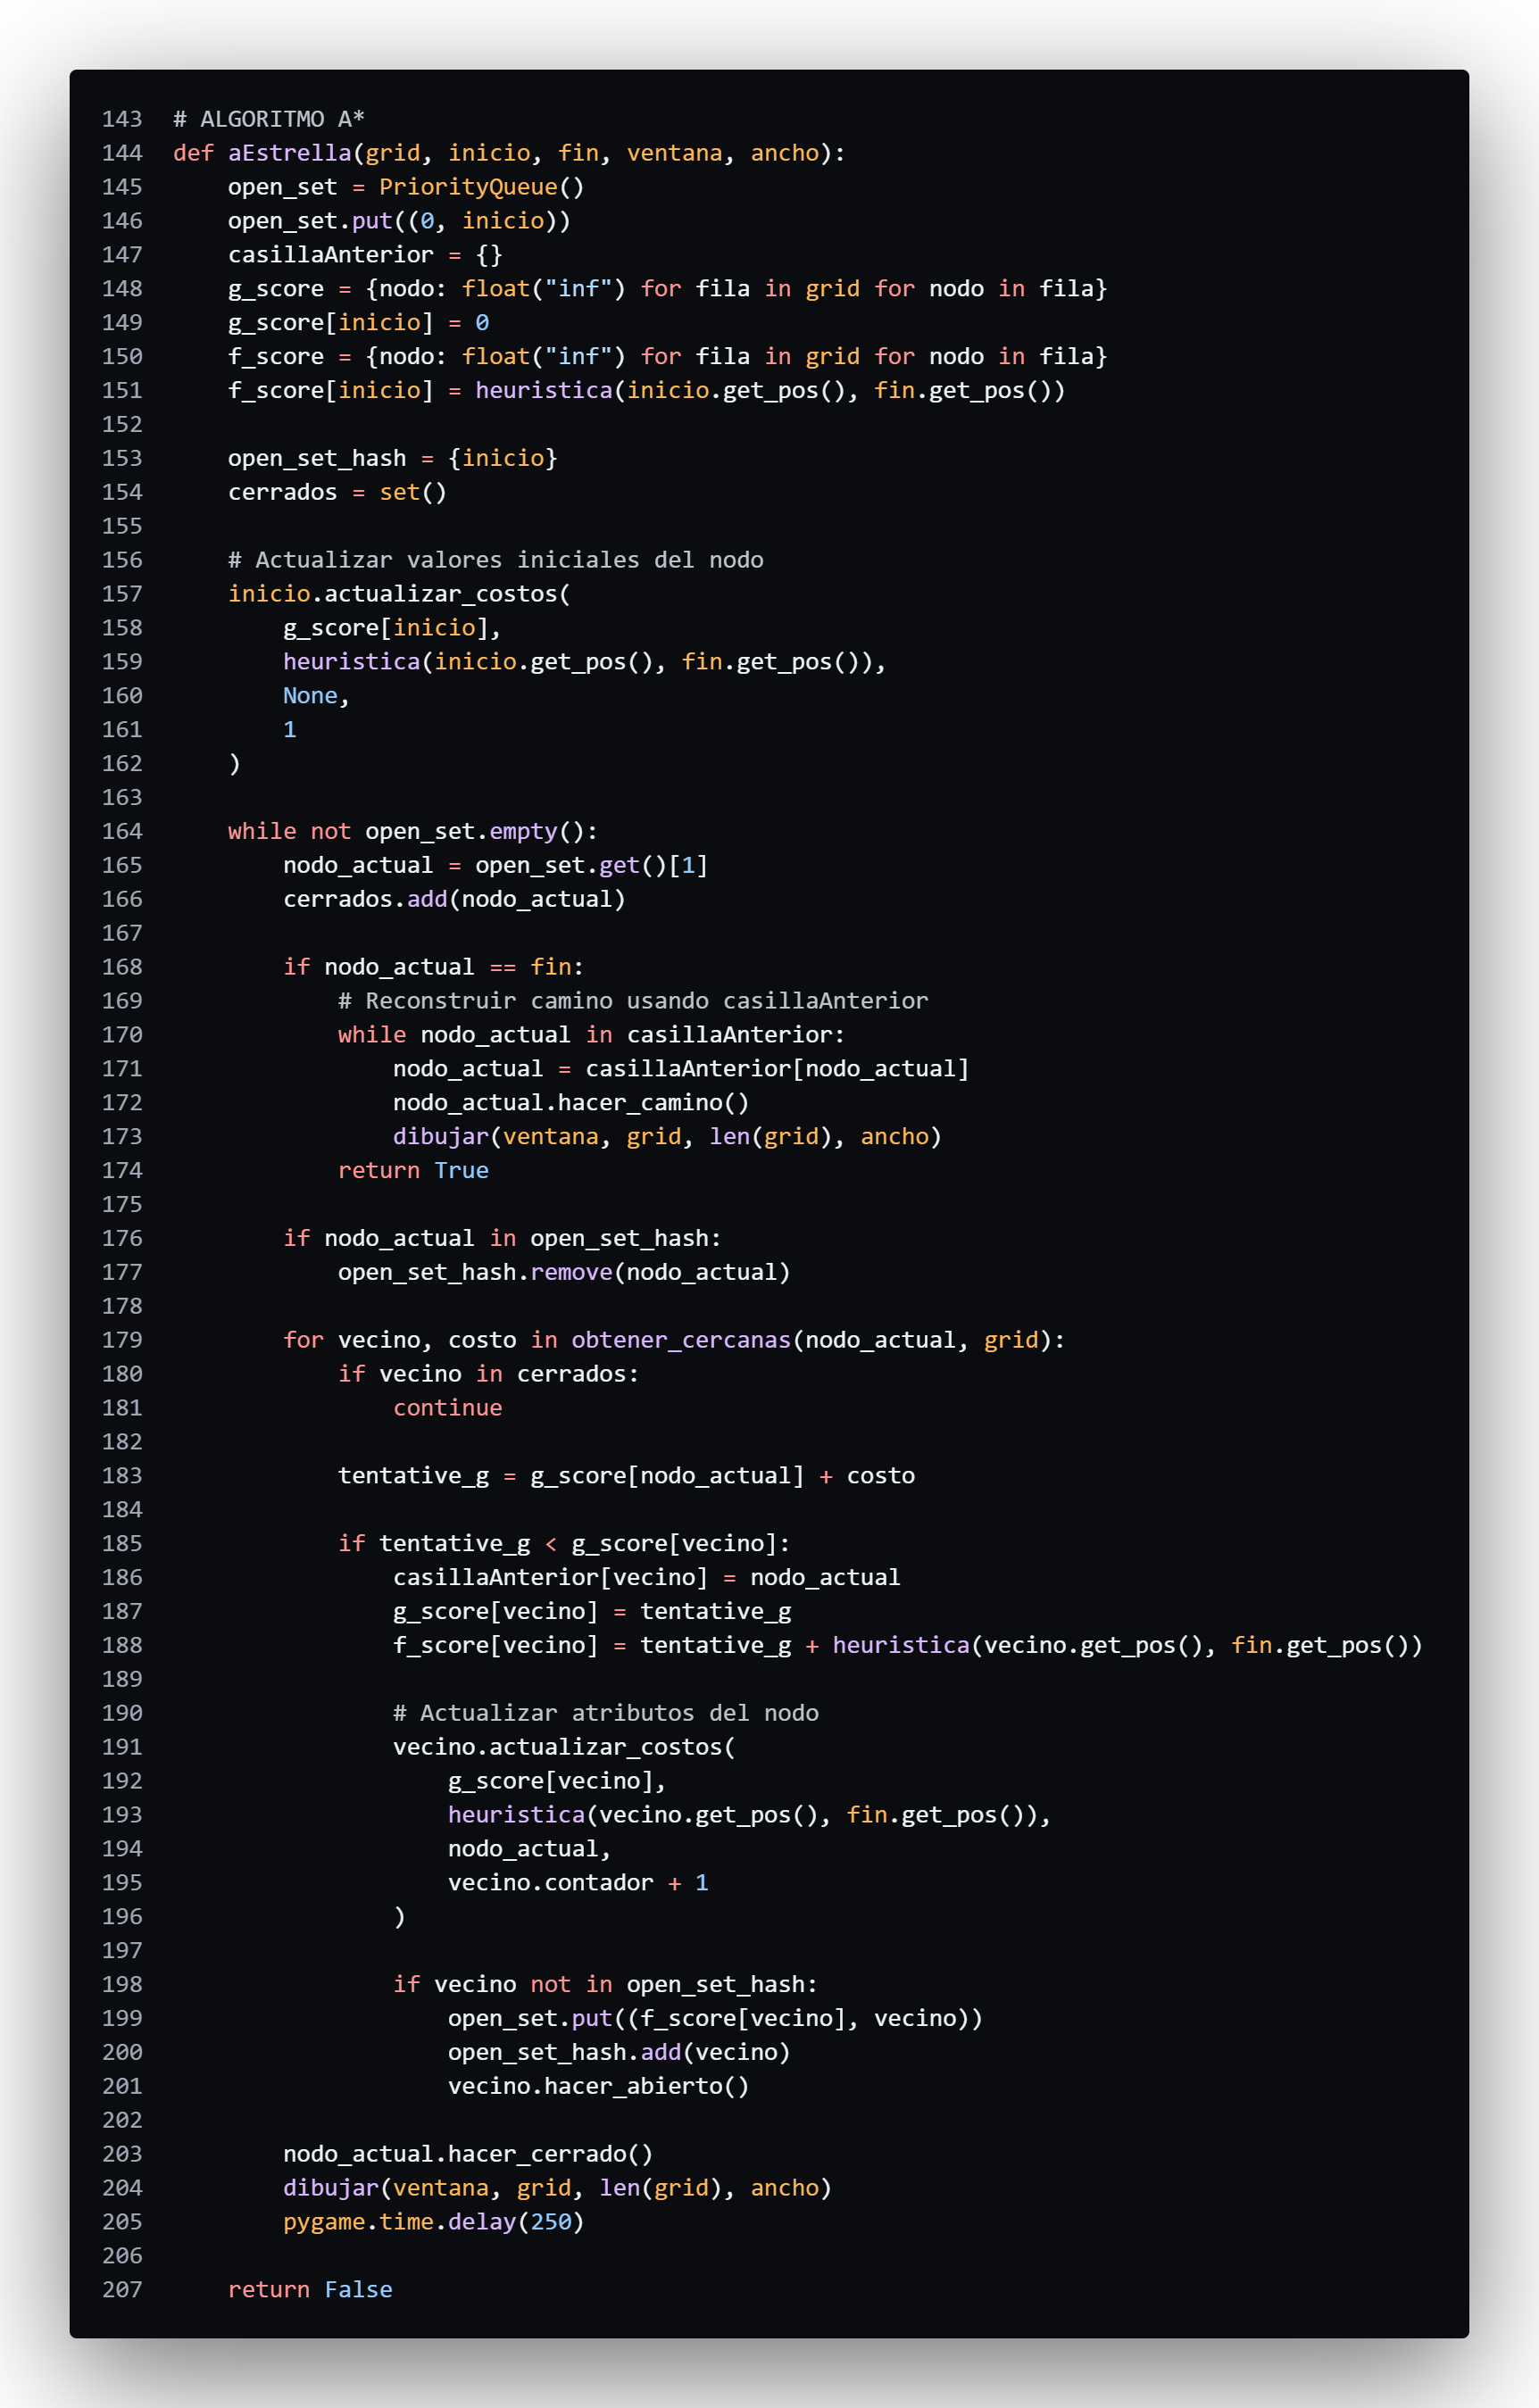 143 # ALGORITMO A*
144 def aEstrella(grid, inicio, fin, ventana, ancho):
145     open_set = PriorityQueue()
146     open_set.put((0, inicio))
147     casillaAnterior = {}
148     g_score = {nodo: float("inf") for fila in grid for nodo in fila}
149     g_score[inicio] = 0
150     f_score = {nodo: float("inf") for fila in grid for nodo in fila}
151     f_score[inicio] = heuristica(inicio.get_pos(), fin.get_pos())
152
153     open_set_hash = {inicio}
154     cerrados = set()
155
156     # Actualizar valores iniciales del nodo
157     inicio.actualizar_costos(
158         g_score[inicio],
159         heuristica(inicio.get_pos(), fin.get_pos()),
160         None,
161         1
162     )
163
164     while not open_set.empty():
165         nodo_actual = open_set.get()[1]
166         cerrados.add(nodo_actual)
167
168         if nodo_actual == fin:
169             # Reconstruir camino usando casillaAnterior
170             while nodo_actual in casillaAnterior:
171                 nodo_actual = casillaAnterior[nodo_actual]
172                 nodo_actual.hacer_camino()
173                 dibujar(ventana, grid, len(grid), ancho)
174             return True
175
176         if nodo_actual in open_set_hash:
177             open_set_hash.remove(nodo_actual)
178
179         for vecino, costo in obtener_cercanas(nodo_actual, grid):
180             if vecino in cerrados:
181                 continue
182
183             tentative_g = g_score[nodo_actual] + costo
184
185             if tentative_g < g_score[vecino]:
186                 casillaAnterior[vecino] = nodo_actual
187                 g_score[vecino] = tentative_g
188                 f_score[vecino] = tentative_g + heuristica(vecino.get_pos(), fin.get_pos())
189
190                 # Actualizar atributos del nodo
191                 vecino.actualizar_costos(
192                     g_score[vecino],
193                     heuristica(vecino.get_pos(), fin.get_pos()),
194                     nodo_actual,
195                     vecino.contador + 1
196                 )
197
198                 if vecino not in open_set_hash:
199                     open_set.put((f_score[vecino], vecino))
200                     open_set_hash.add(vecino)
201                     vecino.hacer_abierto()
202
203         nodo_actual.hacer_cerrado()
204         dibujar(ventana, grid, len(grid), ancho)
205         pygame.time.delay(250)
206
207     return False